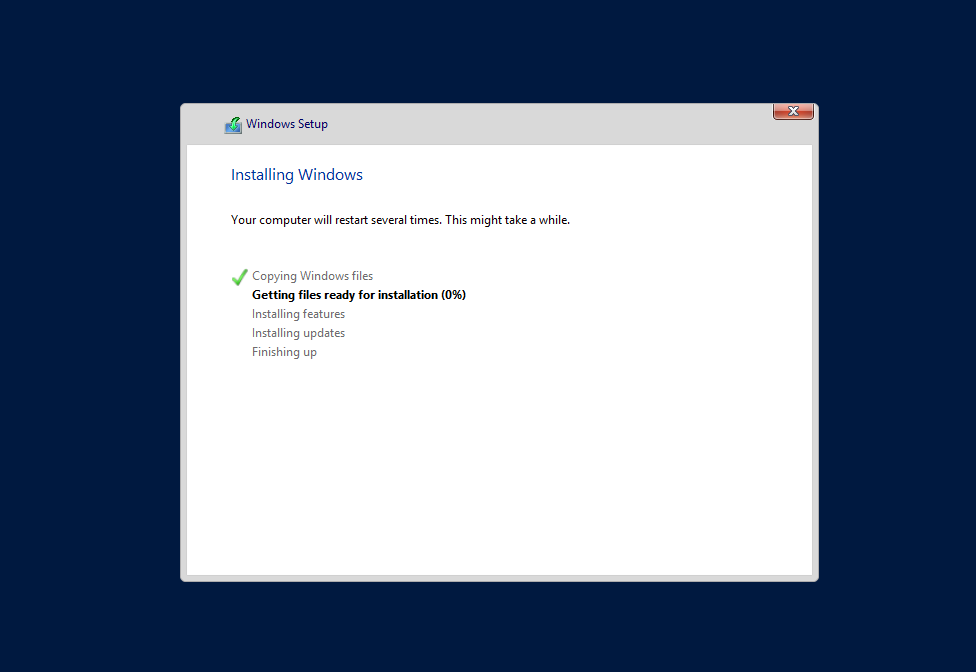 Windows Setup
Installing Windows
Your computer will restart several times. This might take a while.
Copying Windows files
Getting files ready for installation (0%)
Installing features
Installing updates
Finishing up